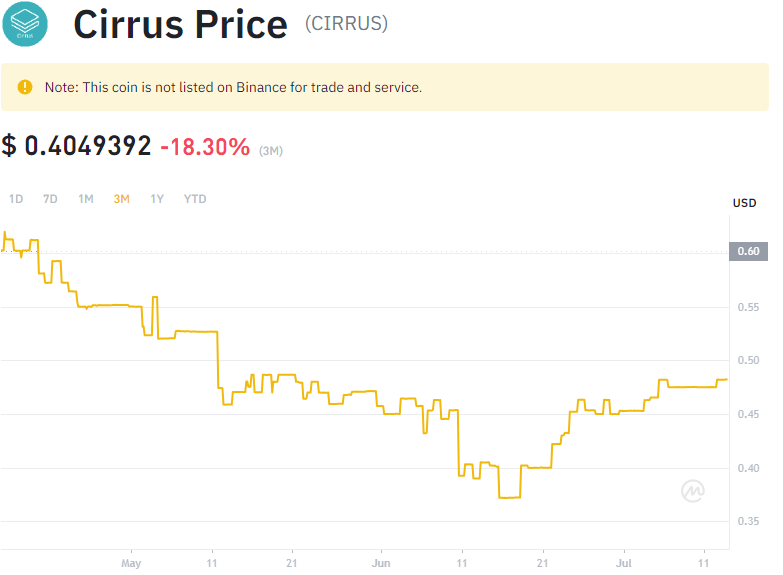 Cirrus Price (CIRRUS)
Note: This coin is not listed on Binance for trade and service.
$ 0.4049392 -18.30% (3M)
1D 7D 1M 3M 1Y YTD
USD
0.60
0.55
0.50
0.45
0.40
0.35
May 11 21 Jun 11 21 Jul 11